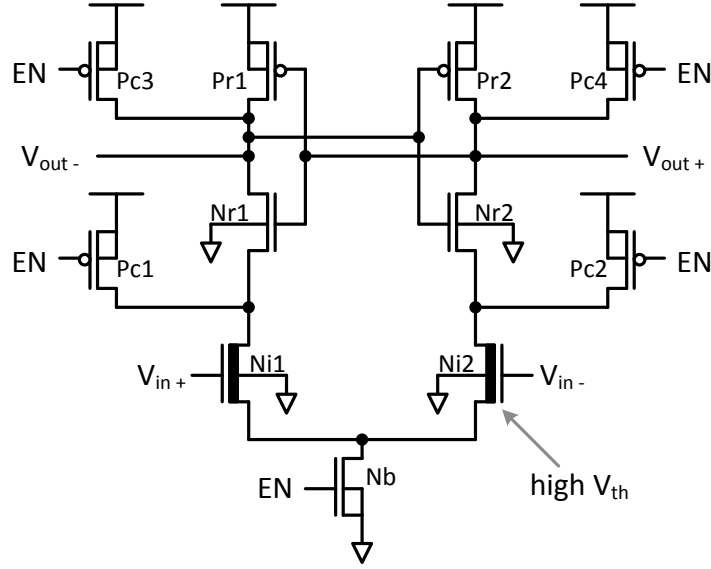 EN Pc3 Pr1 Pr2 Pc4 EN
Vout - Vout +
Nr1 Nr2
EN Pc1 Pc2 EN
Vin + Ni1 Ni2 Vin -
EN Nb high Vth